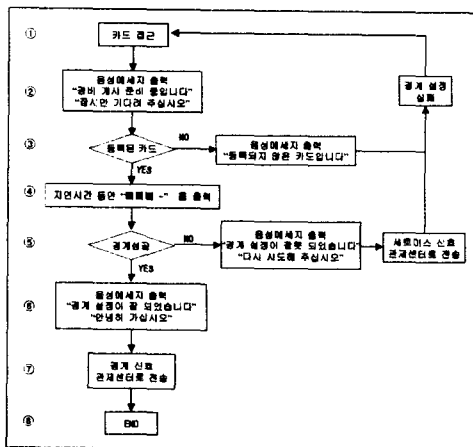 ①
카드 접근
②
음성메세지 출력
"경비 개시 준비 중입니다"
"잠시만 기다려 주십시오"
경계 설정
실패
③
등록된 카드
NO
음성메세지 출력
"등록되지 않은 카드입니다"
YES
④
지연시간 동안 "삐삐삐 -" 음 출력
⑤
경계설정
NO
음성메세지 출력
"경계 설정이 잘못 되었습니다"
"다시 시도해 주십시오"
신호
관제센터로 전송
YES
⑥
음성메세지 출력
"경계 설정이 잘 되었습니다"
"안녕히 가십시오"
⑦
경계 신호
관제센터로 전송
⑧
END